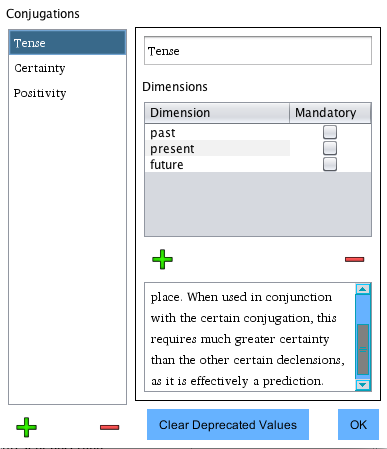 Conjugations
Tense
Certainty
Positivity
Tense
Dimensions
Dimension Mandatory
past
present
future
place. When used in conjunction
with the certain conjugation, this
requires much greater certainty
than the other certain declensions,
as it is effectively a prediction.
Clear Deprecated Values
OK